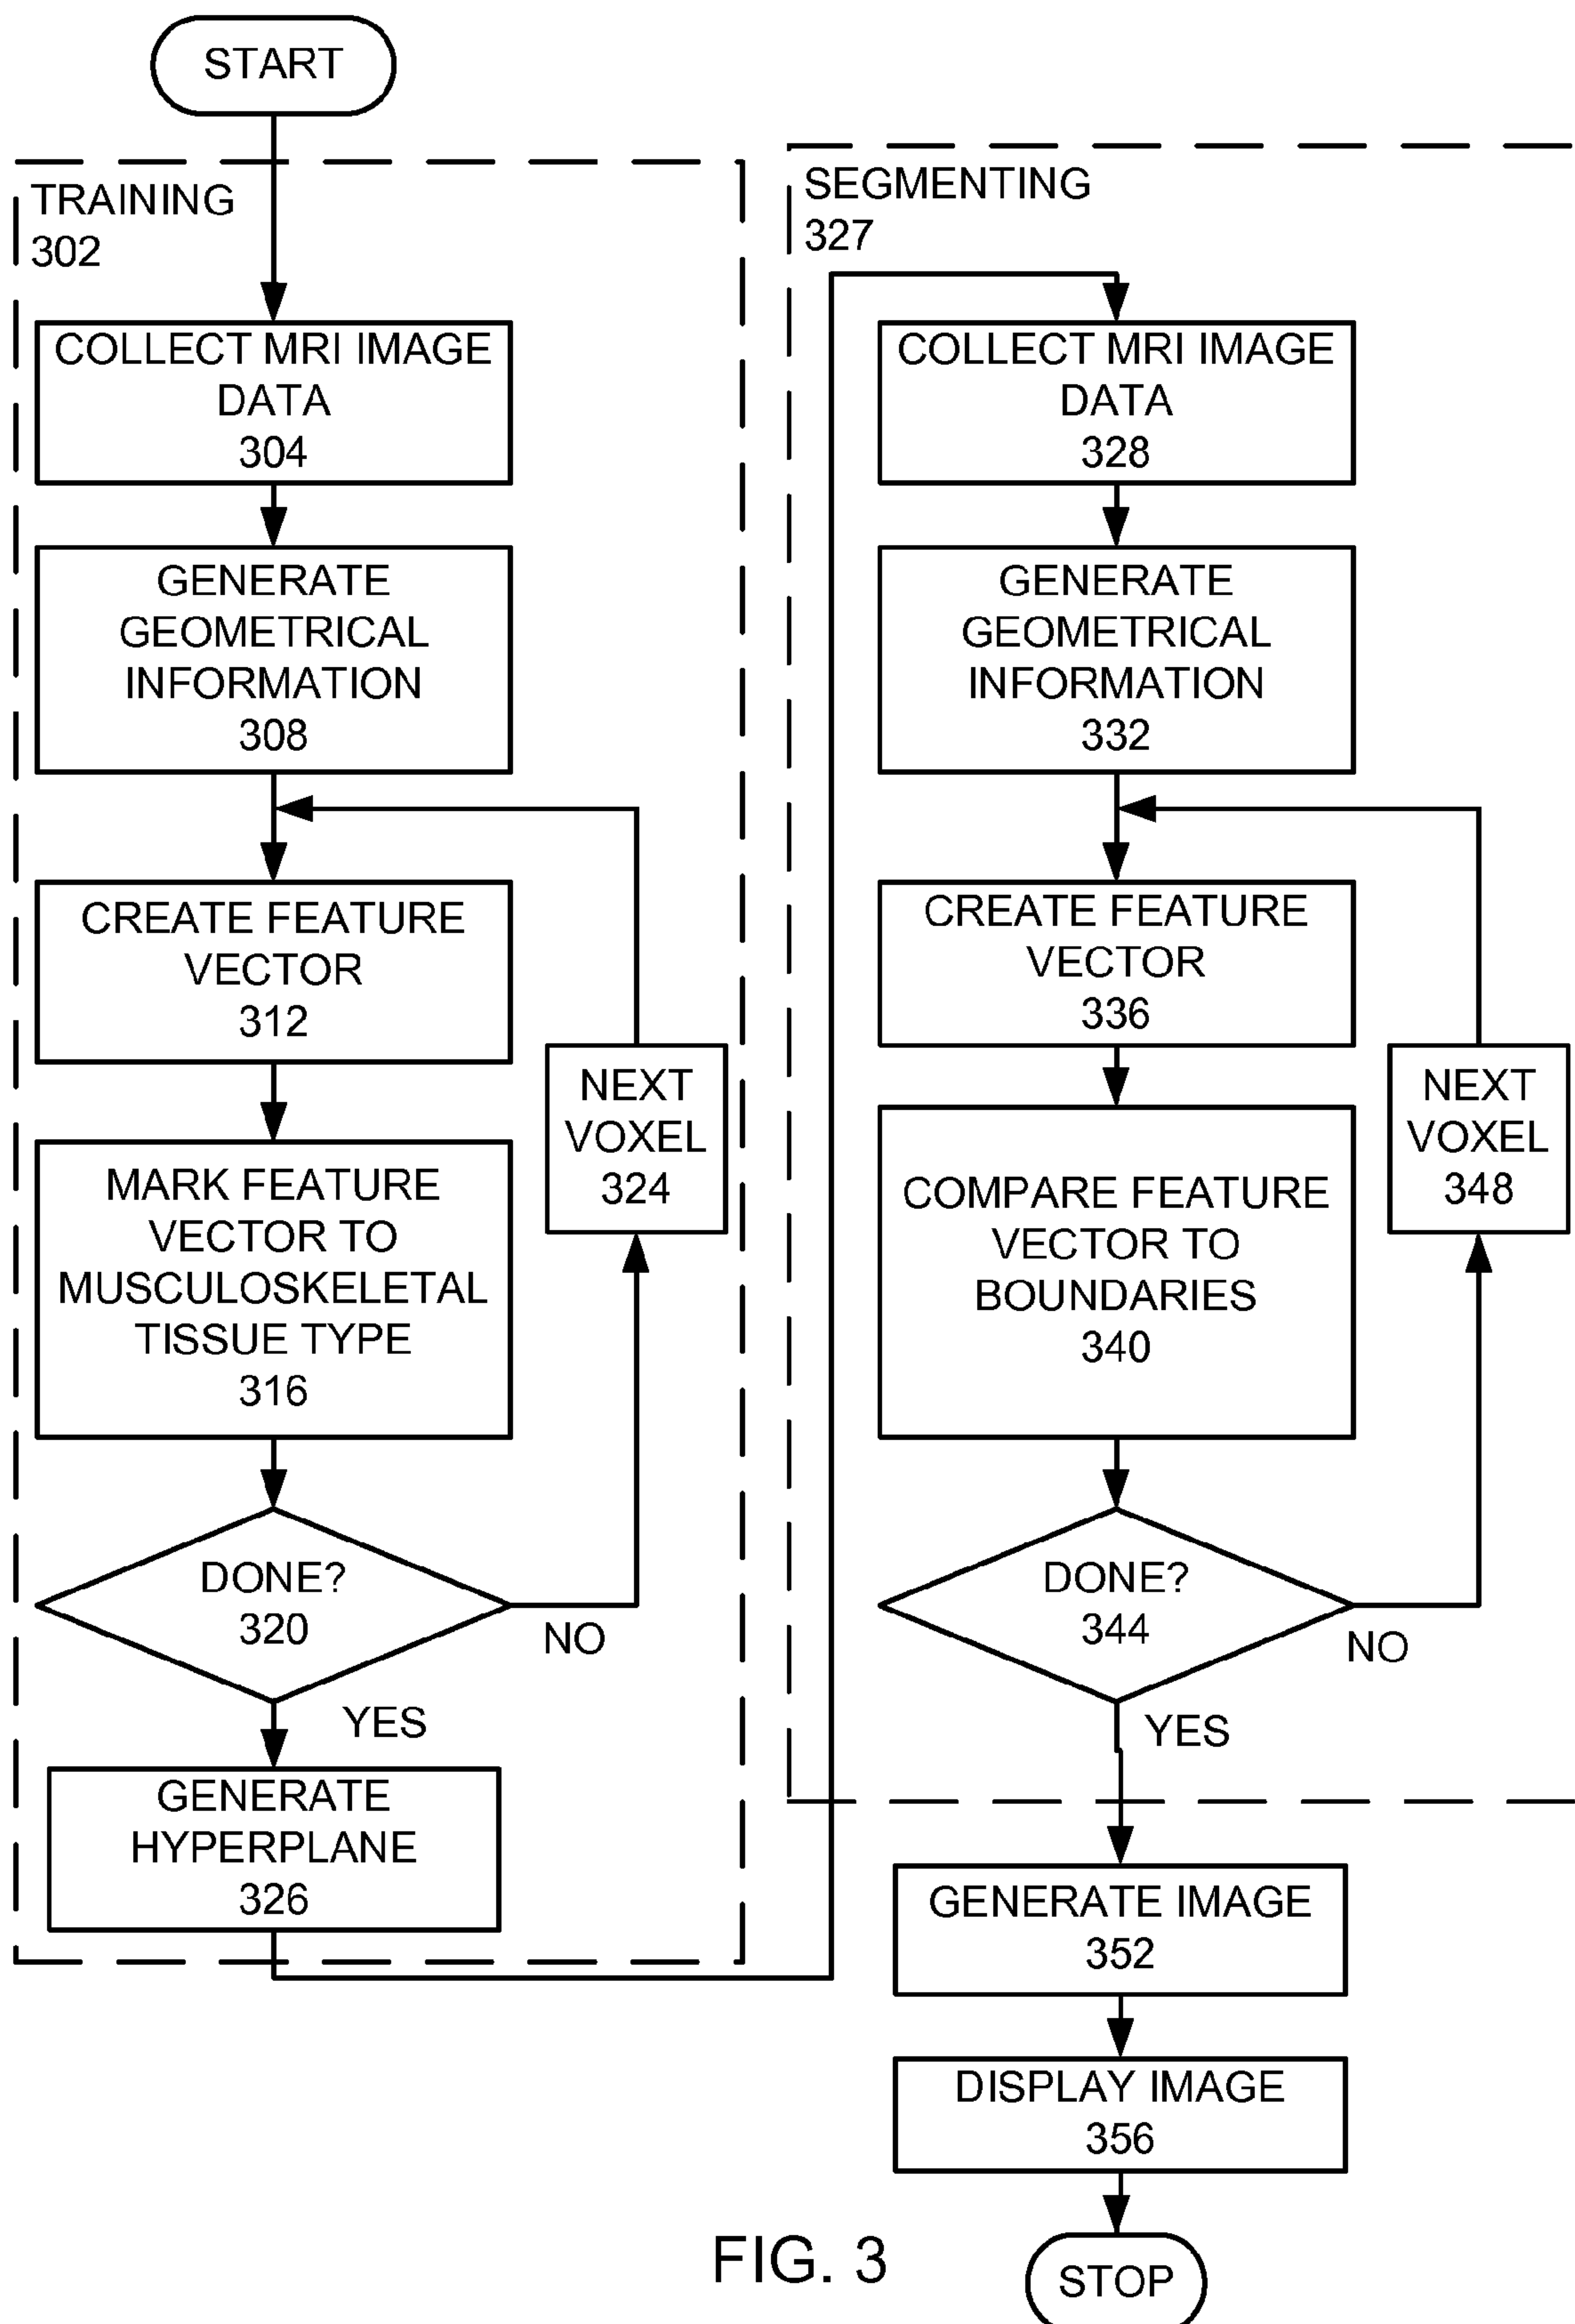 START
TRAINING
302
COLLECT MRI IMAGE
DATA
304
GENERATE
GEOMETRICAL
INFORMATION
308
CREATE FEATURE
VECTOR
312
MARK FEATURE
VECTOR TO
MUSCULOSKELETAL
TISSUE TYPE
316
NEXT
VOXEL
324
DONE?
320
NO
YES
GENERATE
HYPERPLANE
326
SEGMENTING
327
COLLECT MRI IMAGE
DATA
328
GENERATE
GEOMETRICAL
INFORMATION
332
CREATE FEATURE
VECTOR
336
COMPARE FEATURE
VECTOR TO
BOUNDARIES
340
NEXT
VOXEL
348
DONE?
344
NO
YES
GENERATE IMAGE
352
DISPLAY IMAGE
356
STOP
FIG. 3